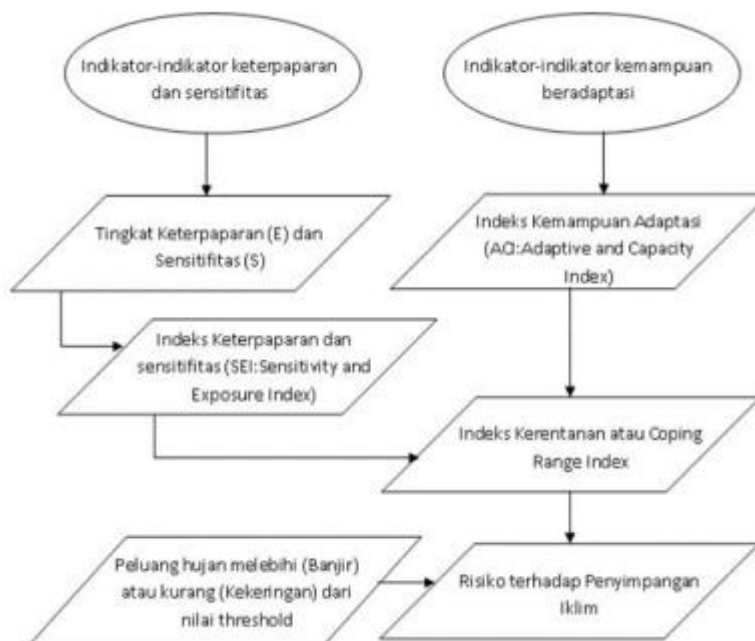 Indikator-indikator keterpaparan
dan sensitifitas
Indikator-indikator kemampuan
beradaptasi
Tingkat Keterpaparan (E) dan
Sensitifitas (S)
Indeks Kemampuan Adaptasi
(ACI:Adaptive and Capacity
Index)
Indeks Keterpaparan dan
sensitifitas (SEI:Sensitivity and
Exposure Index)
Indeks Kerentanan atau Coping
Range Index
Peluang hujan melebihi (Banjir)
atau kurang (Kekeringan) dari
nilai threshold
Risiko terhadap Penyimpangan
Iklim